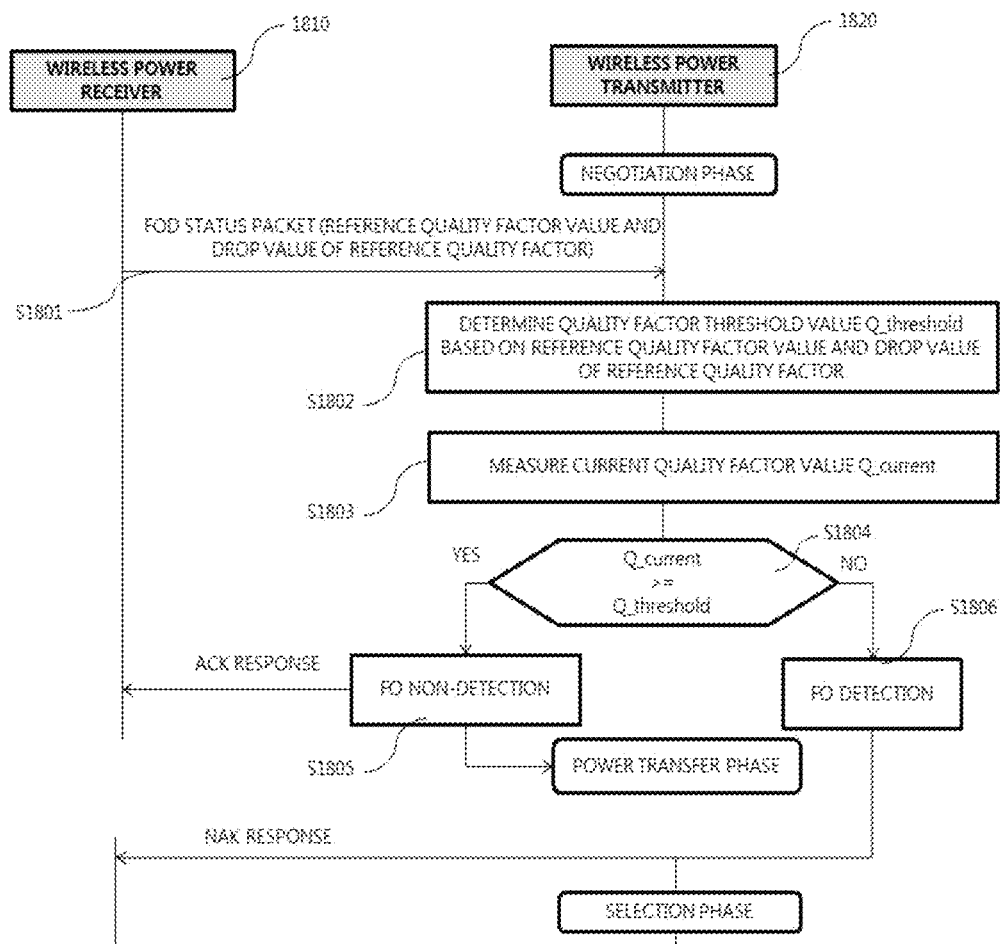 1810
1820
WIRELESS POWER
RECEIVER
WIRELESS POWER
TRANSMITTER
NEGOTIATION PHASE
FOD STATUS PACKET (REFERENCE QUALITY FACTOR VALUE AND
DROP VALUE OF REFERENCE QUALITY FACTOR)
S1801
DETERMINE QUALITY FACTOR THRESHOLD VALUE Q_threshold
BASED ON REFERENCE QUALITY FACTOR VALUE AND DROP VALUE
OF REFERENCE QUALITY FACTOR
S1802
MEASURE CURRENT QUALITY FACTOR VALUE Q_current
S1803
S1804
YES
Q_current
>=
Q_threshold
NO
S1806
ACK RESPONSE
FO NON-DETECTION
FO DETECTION
S1805
POWER TRANSFER PHASE
NAK RESPONSE
SELECTION PHASE